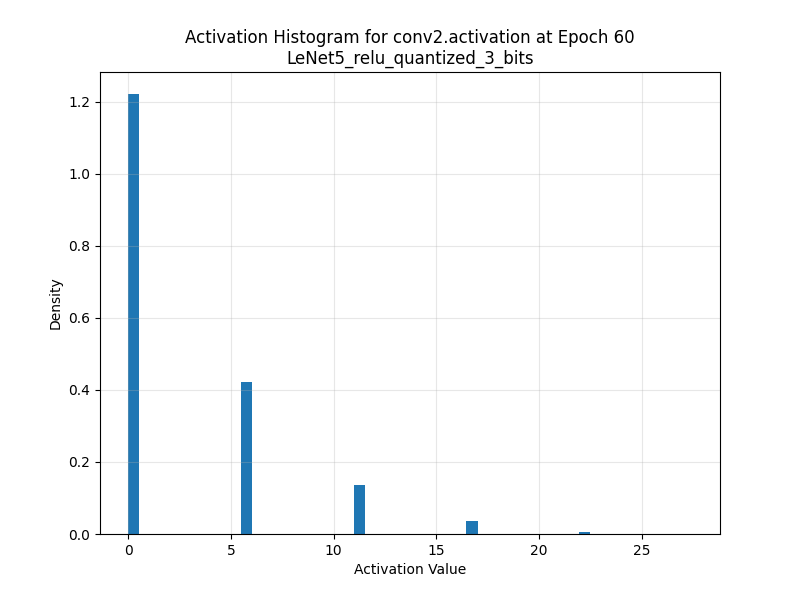 Activation Histogram for conv2.activation at Epoch 60
LeNet5_relu_quantized_3_bits
1.2
1.0
0.8
0.6
0.4
0.2
0.0
Density
0 5 10 15 20 25
Activation Value